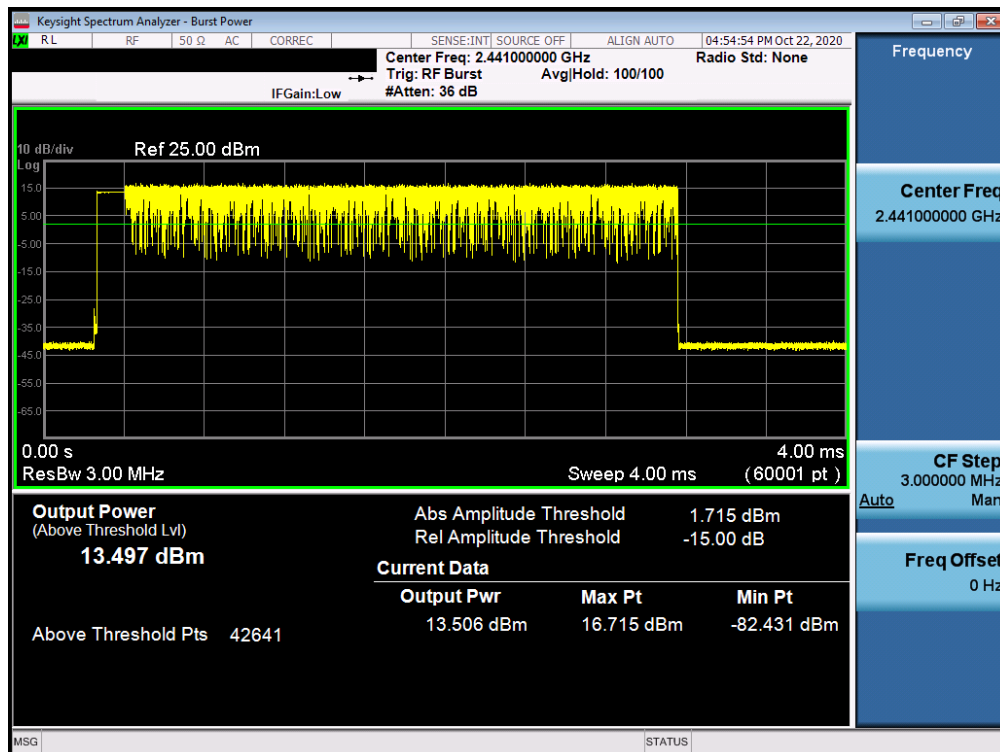 Keysight Spectrum Analyzer - Burst Power
LXI RL RF 50 Ω AC CORREC SENSE:INT SOURCE OFF ALIGN AUTO 04:54:54 PM Oct 22, 2020
Frequency
Center Freq: 2.441000000 GHz Radio Std: None
Trig: RF Burst Avg|Hold: 100/100
IFGain:Low #Atten: 36 dB
10 dB/div Ref 25.00 dBm
Log
15.0
5.00
-5.00
-15.0
-25.0
-35.0
-45.0
-55.0
-65.0
0.00 s 4.00 ms
ResBw 3.00 MHz Sweep 4.00 ms (60001 pt )
Center Freq
2.441000000 GHz
CF Step
3.000000 MHz
Auto Man
Freq Offset
0 Hz
Output Power
(Above Threshold Lvl)
13.497 dBm
Above Threshold Pts 42641
Abs Amplitude Threshold 1.715 dBm
Rel Amplitude Threshold -15.00 dB
Current Data
Output Pwr Max Pt Min Pt
13.506 dBm 16.715 dBm -82.431 dBm
MSG STATUS